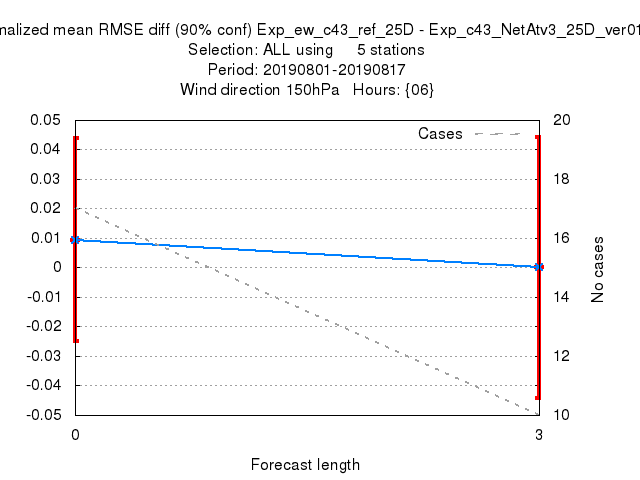 malized mean RMSE diff (90% conf) Exp_ew_c43_ref_25D - Exp_c43_NetAtv3_25D_ver01
Selection: ALL using 5 stations
Period: 20190801-20190817
Wind direction 150hPa Hours: {06}
0.05
0.04
0.03
0.02
0.01
0
-0.01
-0.02
-0.03
-0.04
-0.05
Cases
20
18
16
14
12
10
No cases
0
3
Forecast length